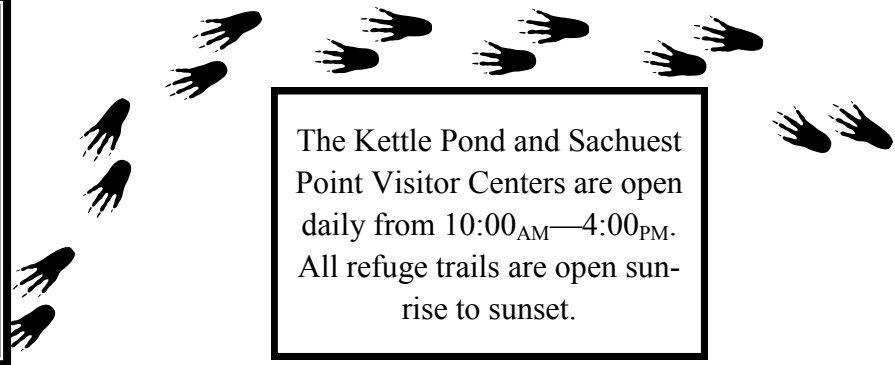 The Kettle Pond and Sachuest
Point Visitor Centers are open
daily from 10:00AM—4:00PM.
All refuge trails are open sun-
rise to sunset.